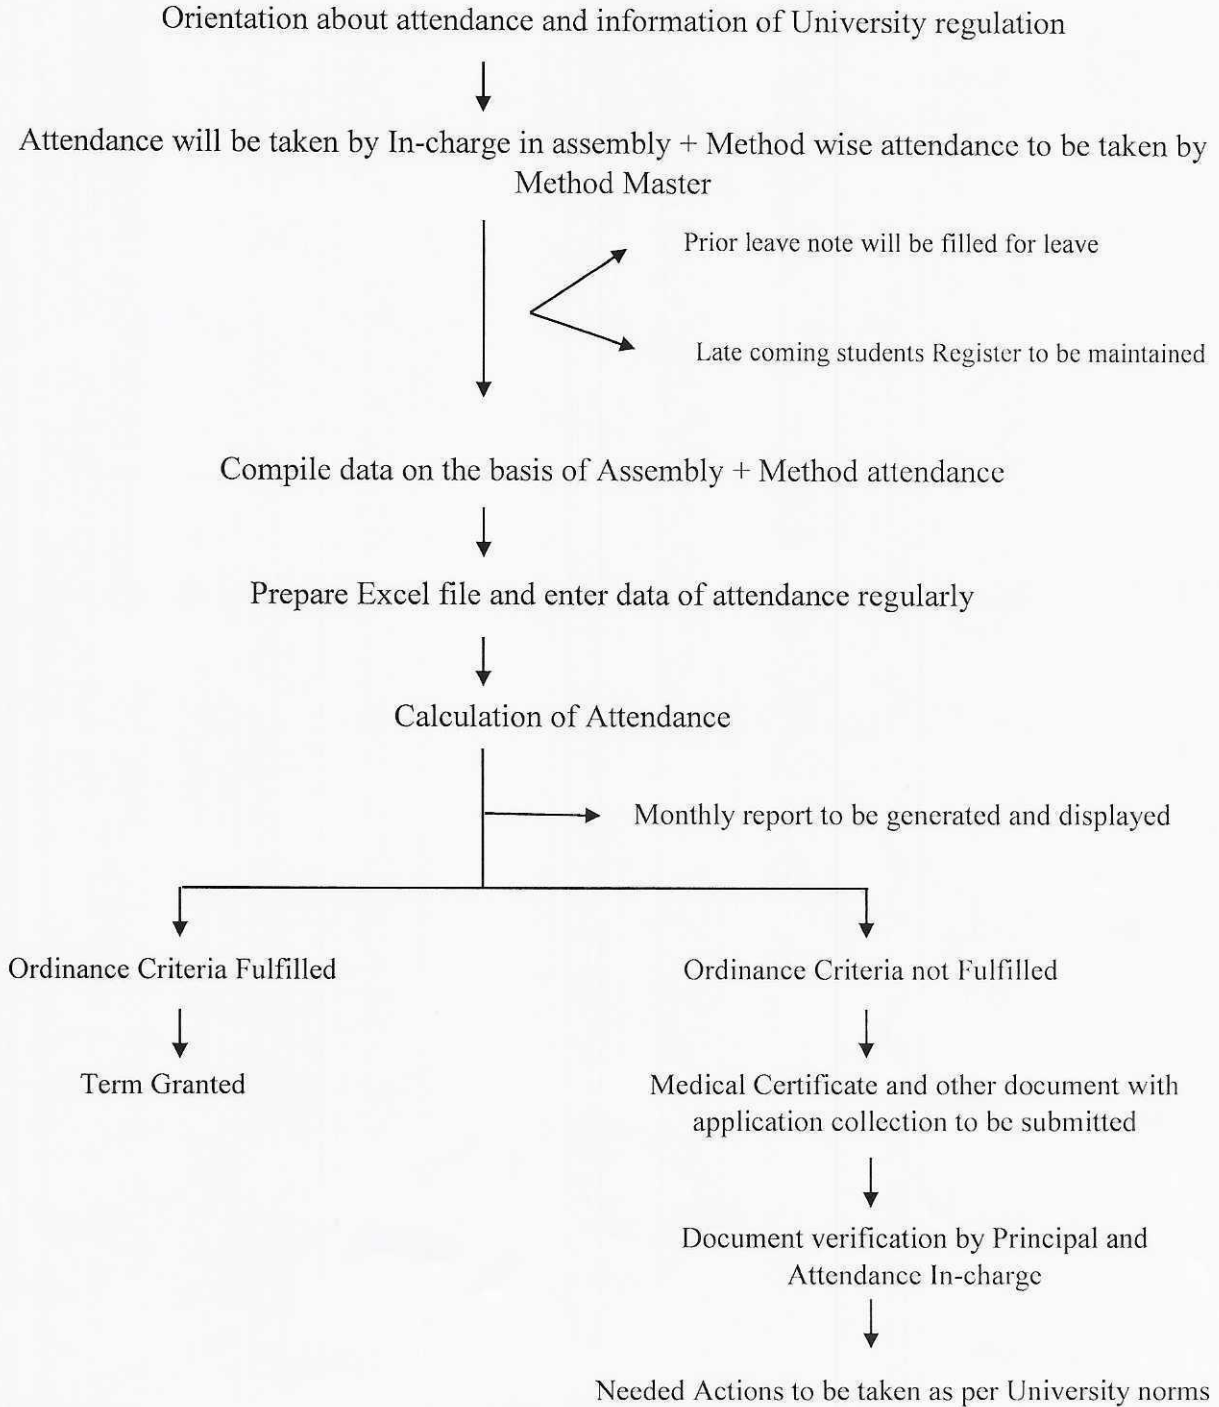 Orientation about attendance and information of University regulation
Attendance will be taken by In-charge in assembly + Method wise attendance to be taken by
Method Master
Prior leave note will be filled for leave
Late coming students Register to be maintained
Compile data on the basis of Assembly + Method attendance
Prepare Excel file and enter data of attendance regularly
Calculation of Attendance
Monthly report to be generated and displayed
Ordinance Criteria Fulfilled
Ordinance Criteria not Fulfilled
Term Granted
Medical Certificate and other document with
application collection to be submitted
Document verification by Principal and
Attendance In-charge
Needed Actions to be taken as per University norms